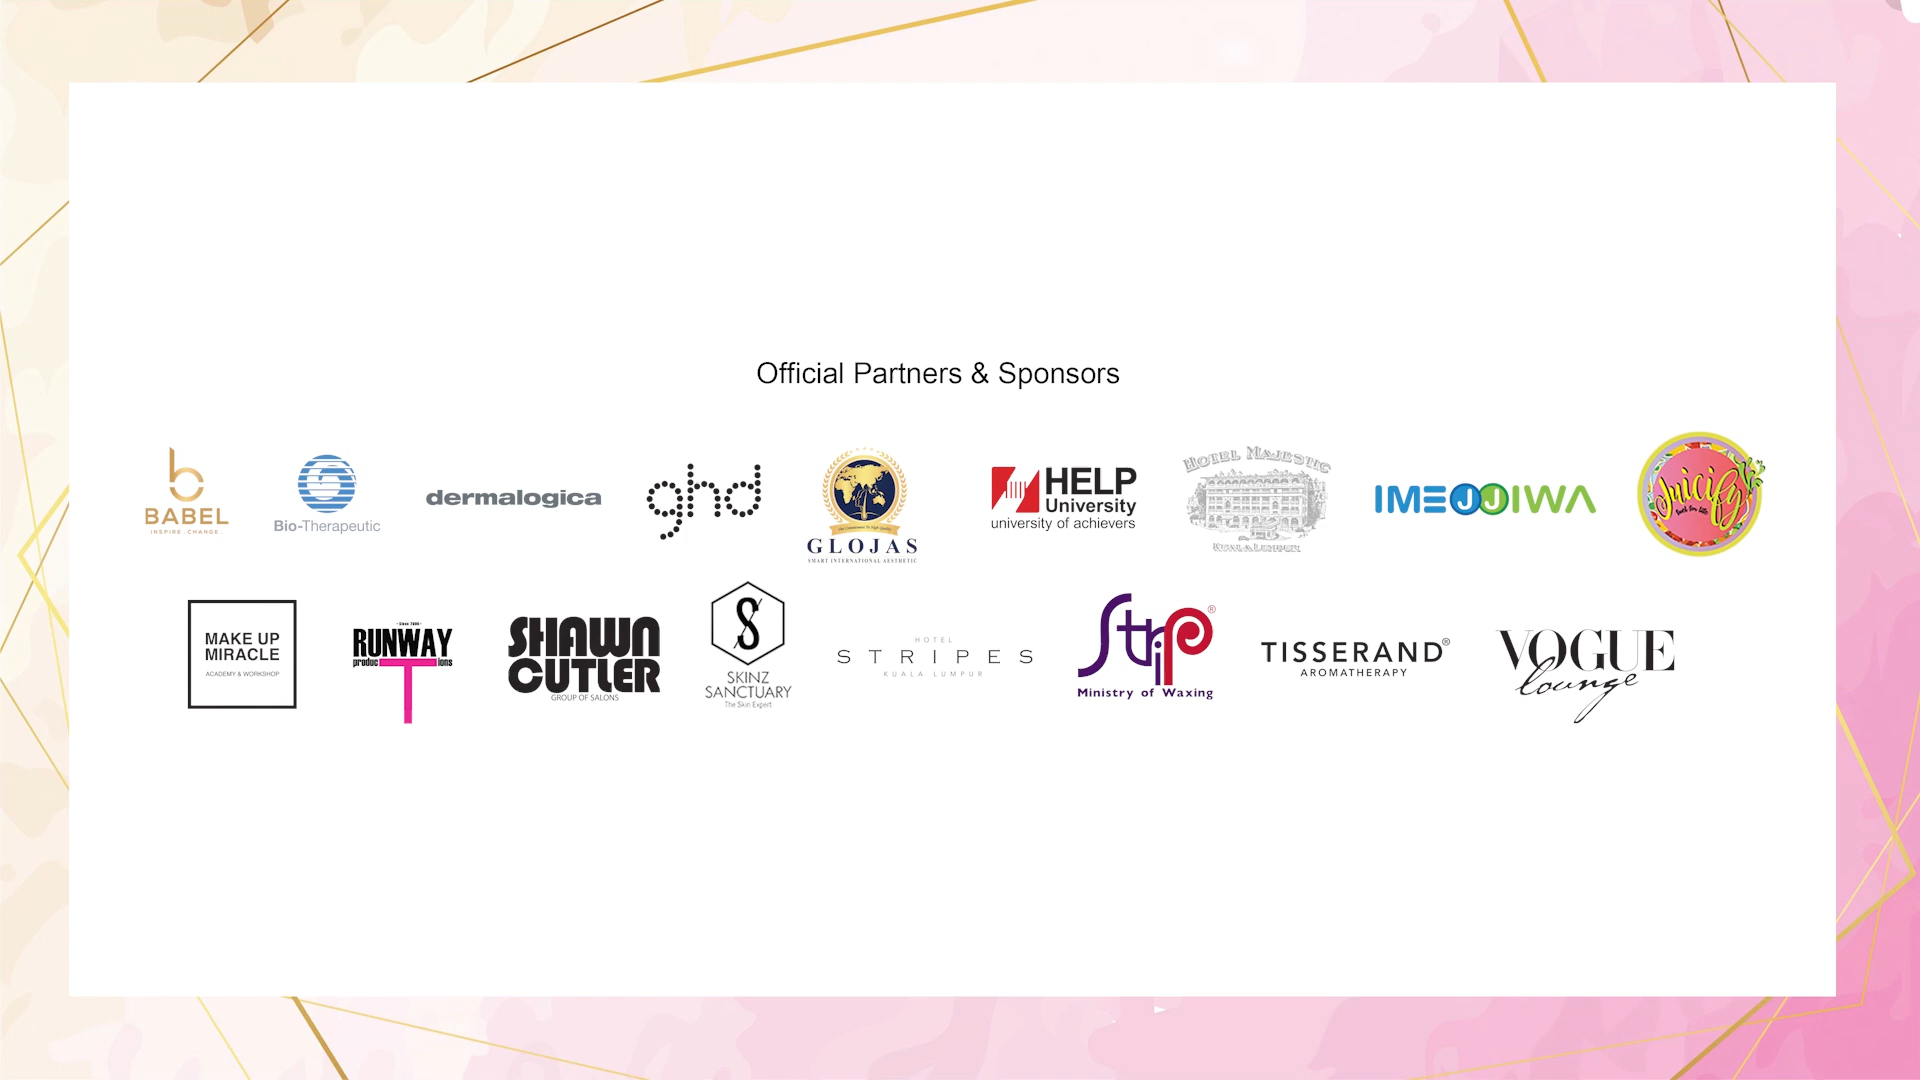 Official Partners & Sponsors
b
BABEL
INSPIRE . CHANGE .
Bio-Therapeutic
dermalogica
ghd
GLOJAS
SMART INTERNATIONAL AESTHETIC
HELP
University
university of achievers
HOTEL MAJESTIC
KUALA LUMPUR
IMEJJIWA
Juicify
MAKE UP
MIRACLE
ACADEMY & WORKSHOP
RUNWAY
producTions
SHAWN
CUTLER
GROUP OF SALONS
S
SKINZ
SANCTUARY
The Skin Expert
HOTEL
STRIPES
KUALA LUMPUR
Strip®
Ministry of Waxing
TISSERAND®
AROMATHERAPY
VOGUE
lounge